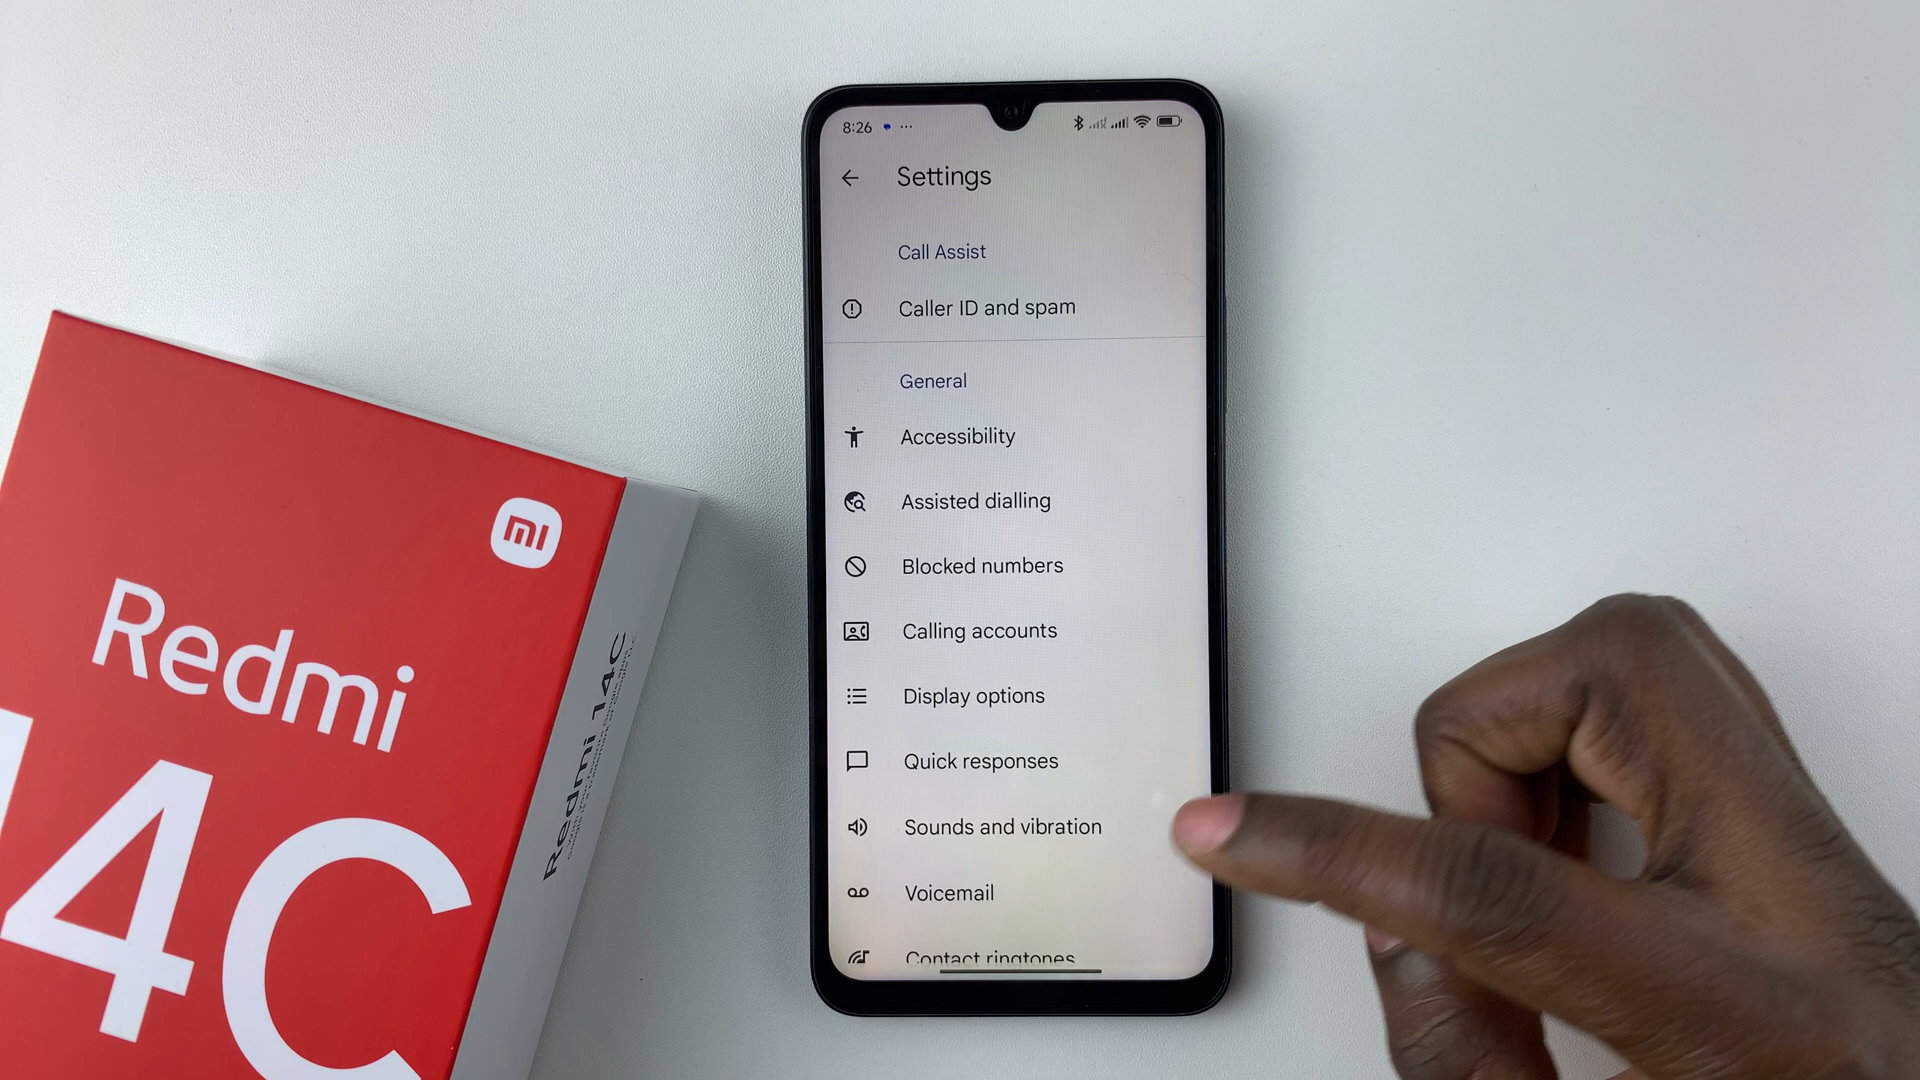 8:26
Settings
Call Assist
Caller ID and spam
General
Accessibility
Assisted dialling
Blocked numbers
Calling accounts
Display options
Quick responses
Sounds and vibration
Voicemail
Contact ringtones
mi
Redmi
14C
Redmi 14C